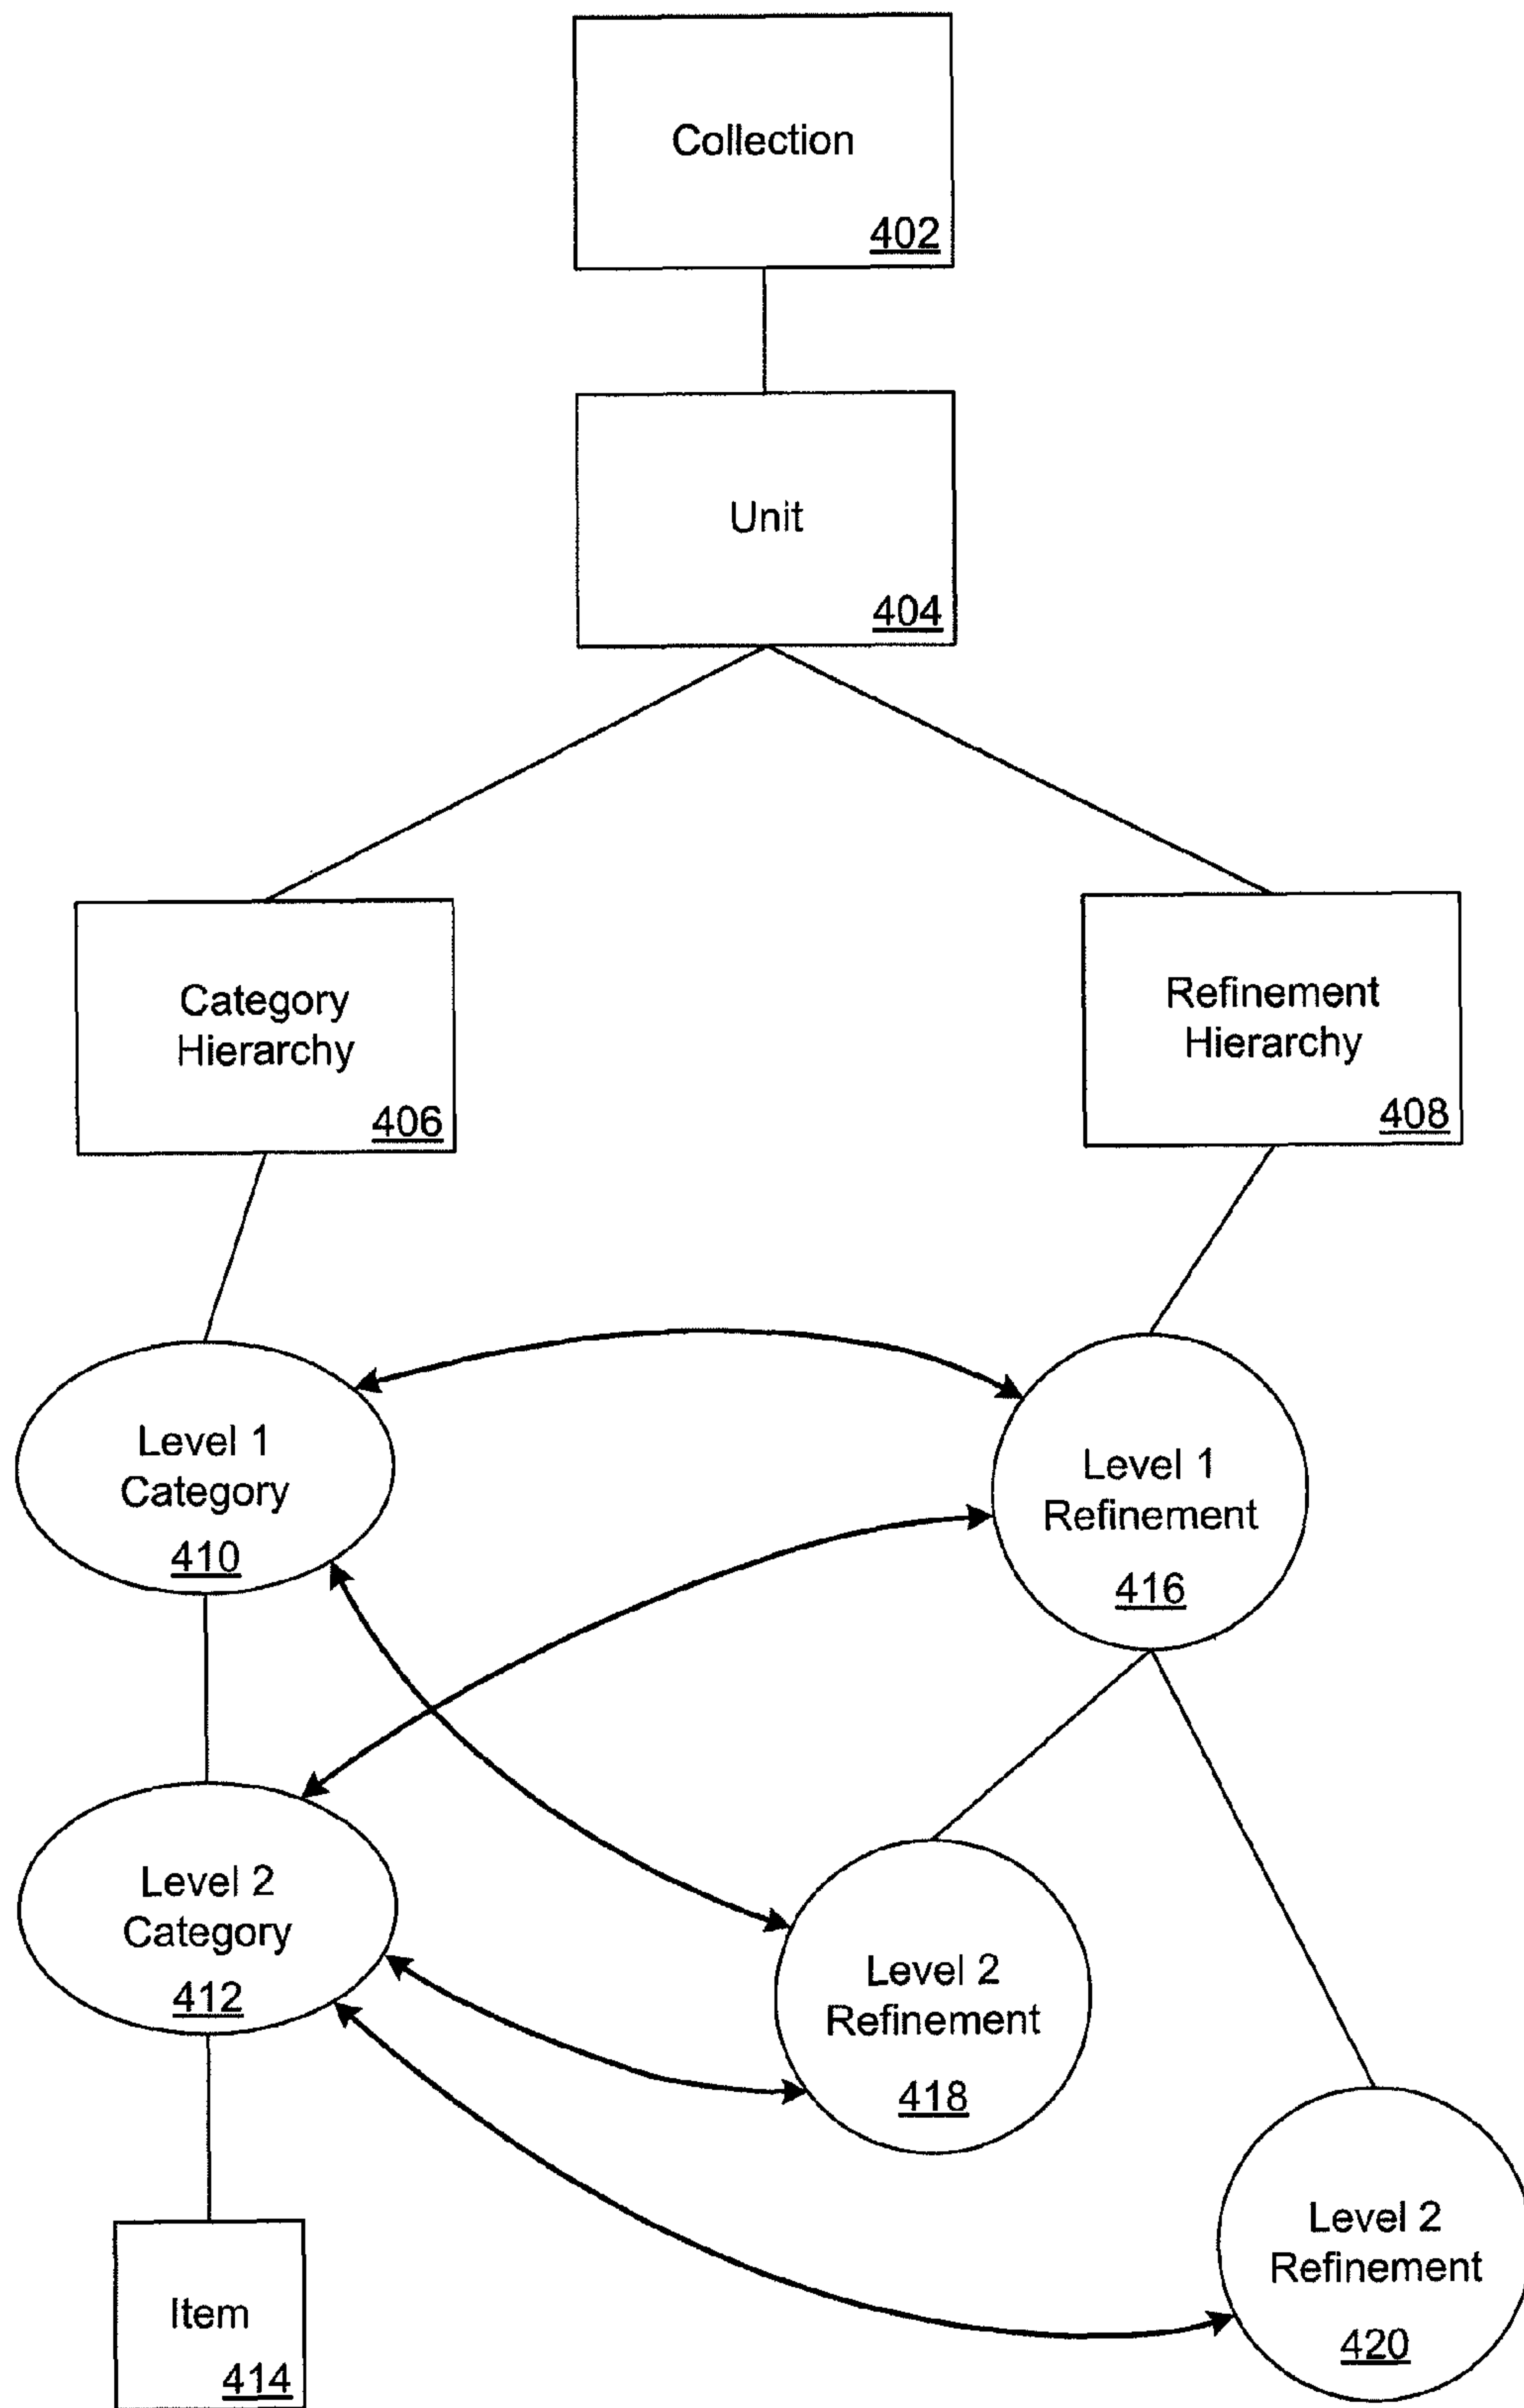 Collection
402
Unit
404
Category
Hierarchy
406
Refinement
Hierarchy
408
Level 1
Category
410
Level 1
Refinement
416
Level 2
Category
412
Level 2
Refinement
418
Level 2
Refinement
420
Item
414